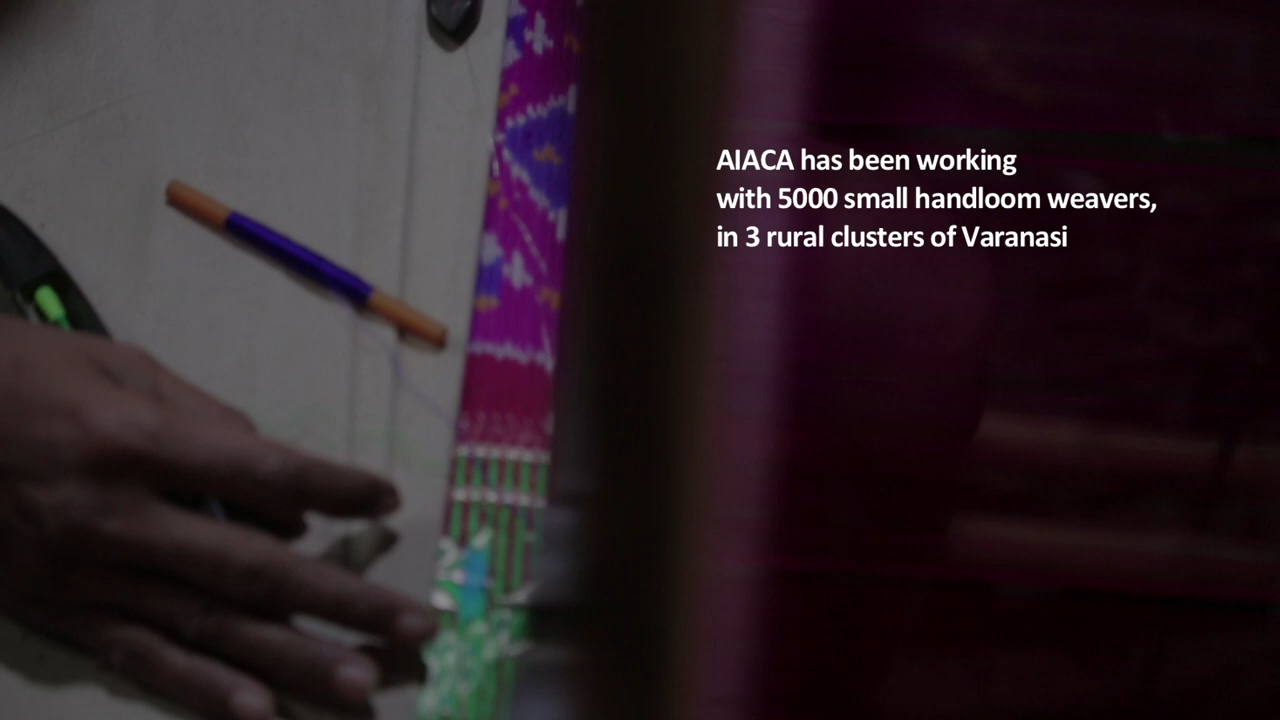 AIACA has been working
with 5000 small handloom weavers,
in 3 rural clusters of Varanasi